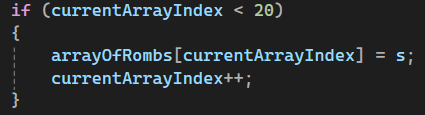 if (currentArrayIndex < 20)
{
    arrayOfRombs[currentArrayIndex] = s;
    currentArrayIndex++;
}